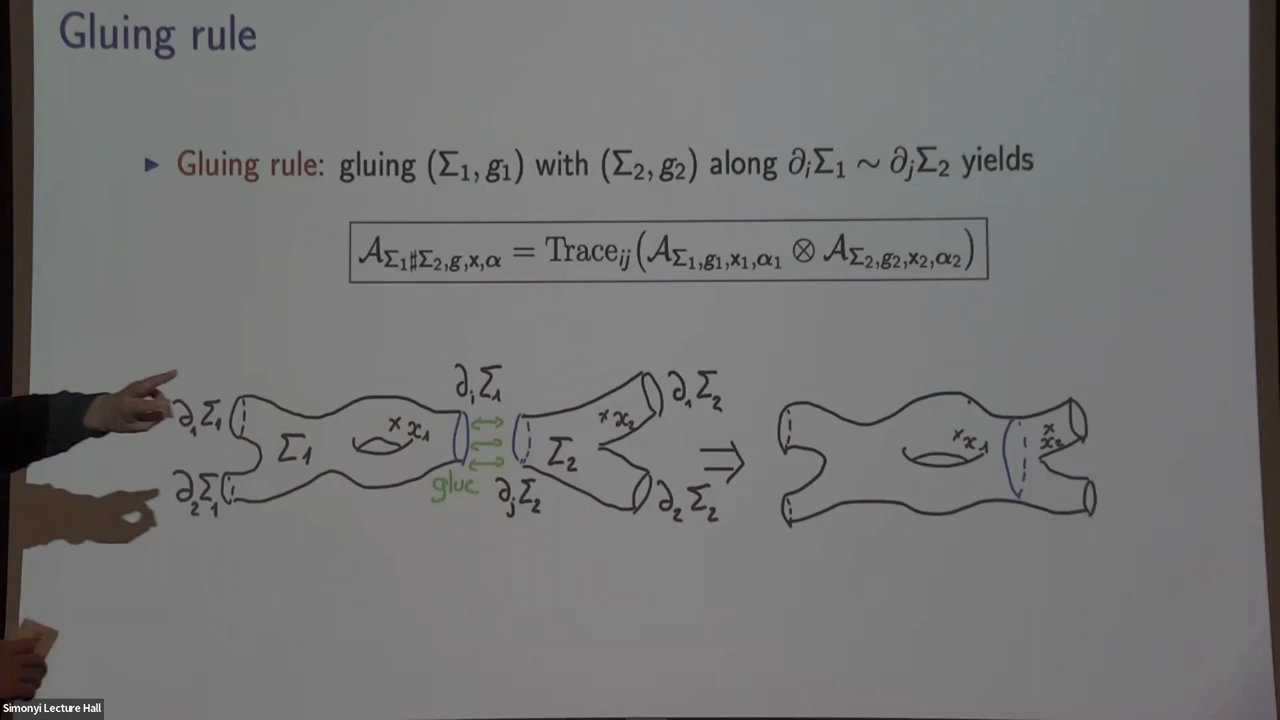 Gluing rule
▶ Gluing rule: gluing (Σ₁, g₁) with (Σ₂, g₂) along ∂ᵢΣ₁ ∼ ∂ⱼΣ₂ yields
𝒜_{Σ₁♯Σ₂,g,x,α} = Trace_{ij}(𝒜_{Σ₁,g₁,x₁,α₁} ⊗ 𝒜_{Σ₂,g₂,x₂,α₂})
∂ᵢΣ₁ ∂₁Σ₂
∂₁Σ₁ Σ₁ × x₁ Σ₂ × x₂ ⇒ × x₁ × x₂
∂₂Σ₁ gluc ∂ⱼΣ₂ ∂₂Σ₂
Simonyi Lecture Hall